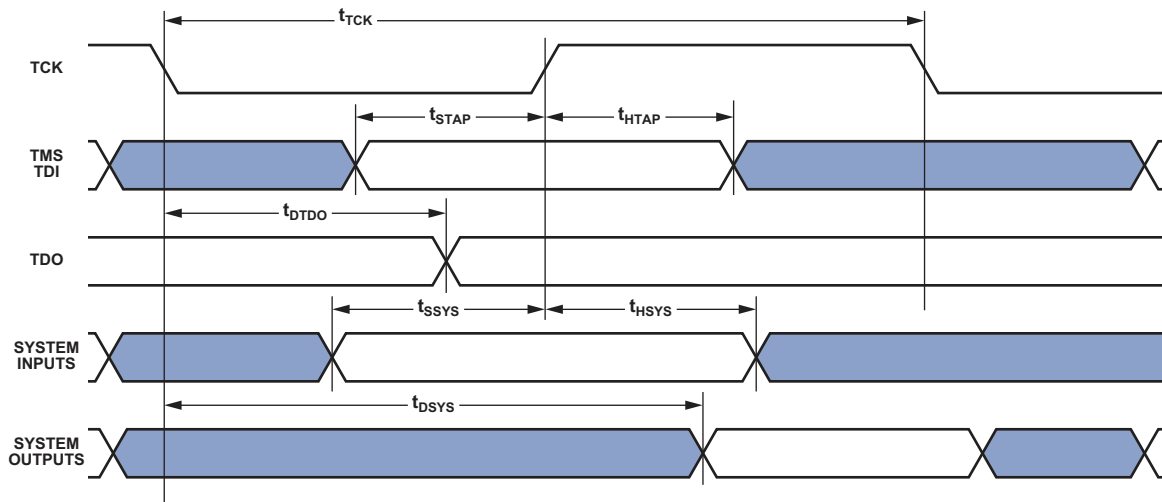 tTCK
TCK
tSTAP
tHTAP
TMS
TDI
tDTDO
TDO
tSSYS
tHSYS
SYSTEM
INPUTS
tDSYS
SYSTEM
OUTPUTS